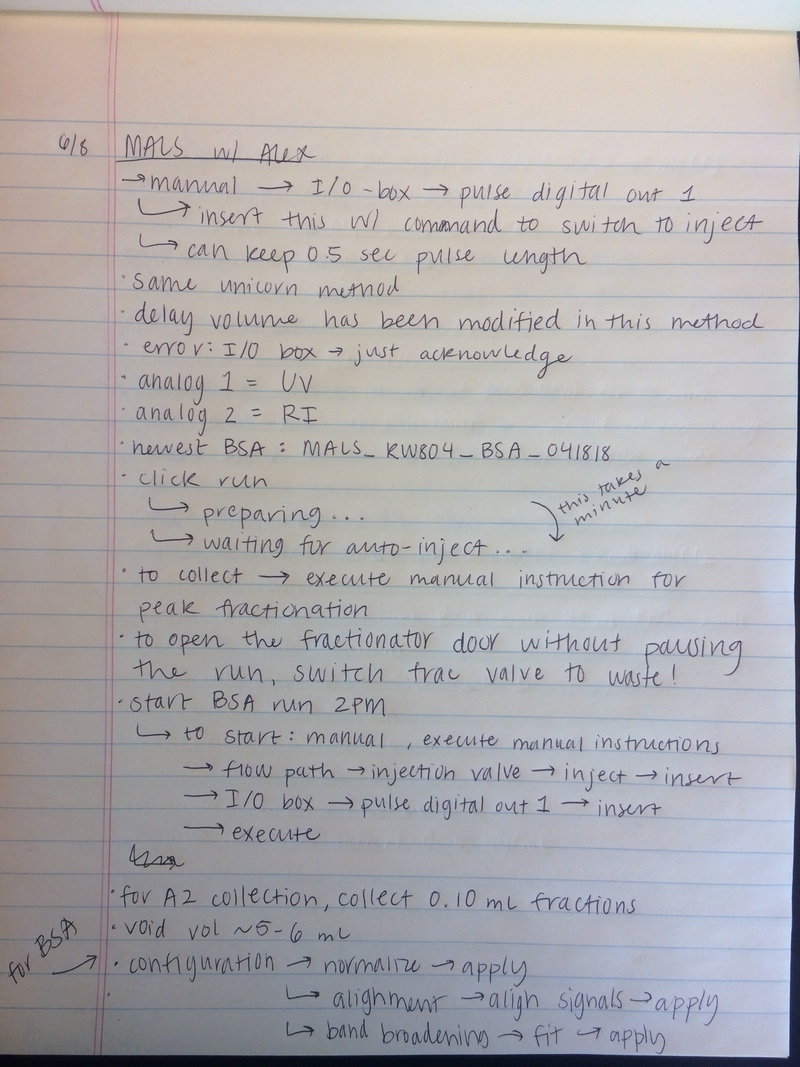 6/8 MALS w/ Alex
→ manual → I/O-box → pulse digital out 1
↳ insert this w/ command to switch to inject
↳ can keep 0.5 sec pulse length
· same unicorn method
· delay volume has been modified in this method
· error: I/O box → just acknowledge
· analog 1 = UV
· analog 2 = RI
· newest BSA : MALS_KW804_BSA_041818
· click run
↳ preparing...
this takes a
minute
↳ waiting for auto-inject...
· to collect → execute manual instruction for
peak fractionation
· to open the fractionator door without pausing
the run, switch frac valve to waste!
· start BSA run 2PM
↳ to start: manual, execute manual instructions
→ flow path → injection valve → inject → insert
→ I/O box → pulse digital out 1 → insert
→ execute
· for A2 collection, collect 0.10 mL fractions
· void vol ~5-6 mL
for BSA
· configuration → normalize → apply
↳ alignment → align signals → apply
↳ band broadening → fit → apply